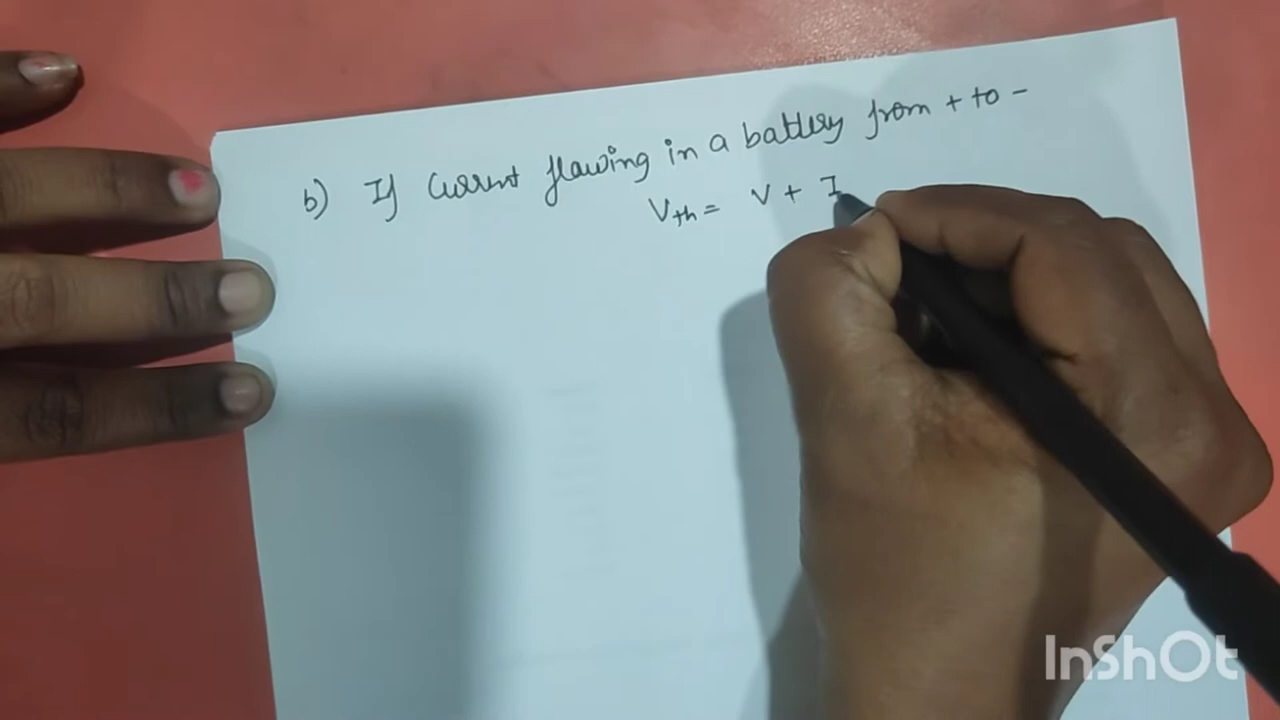 b) If Current flowing in a battery from + to -
Vth = V + I
InShOt